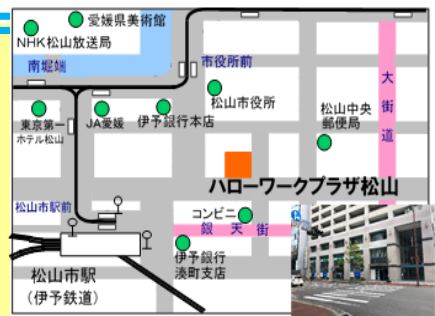 愛媛県美術館
NHK松山放送局
南堀端
市役所前
大街道
松山市役所
松山中央
郵便局
東京第一
ホテル松山
JA愛媛
伊予銀行本店
ハローワークプラザ松山
松山市駅前
コンビニ
銀天街
伊予銀行
湊町支店
松山市駅
(伊予鉄道)